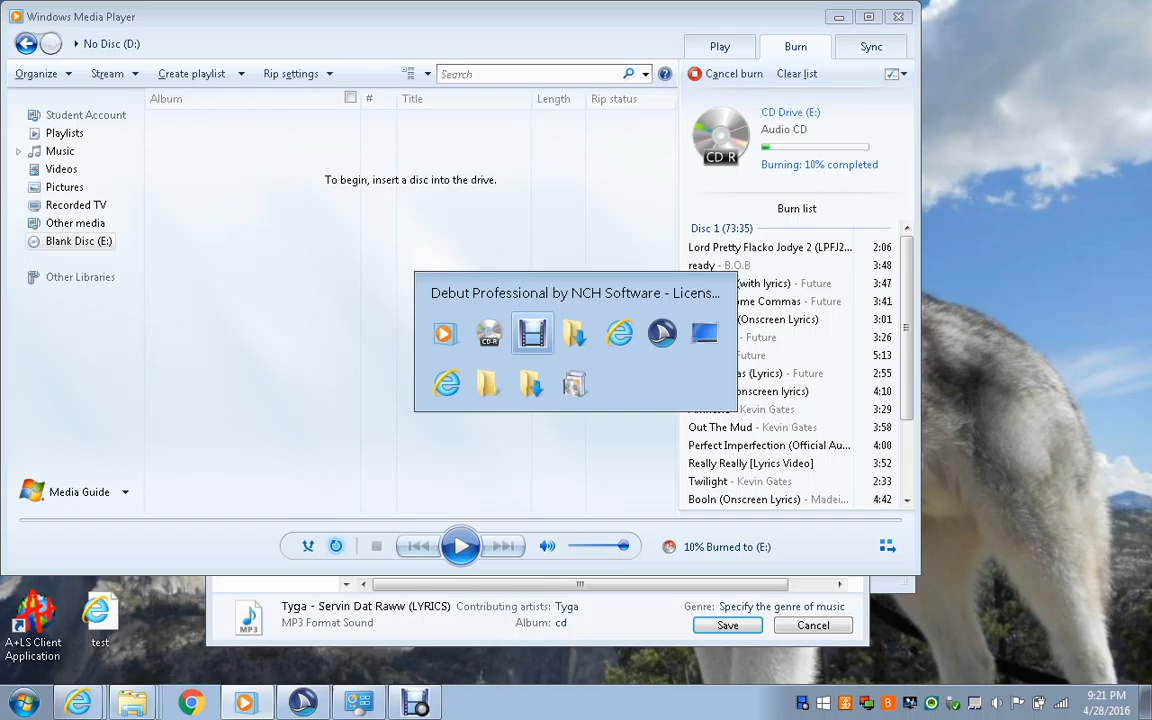 Windows Media Player
No Disc (D:)
Play Burn Sync
Organize Stream Create playlist Rip settings Search Cancel burn Clear list
Album # Title Length Rip status
Student Account
Playlists
Music
Videos
Pictures
Recorded TV
Other media
Blank Disc (E:)
Other Libraries
To begin, insert a disc into the drive.
CD R
CD Drive (E:)
Audio CD
Burning: 10% completed
Burn list
Disc 1 (73:35)
Lord Pretty Flacko Jodye 2 (LPFJ2... 2:06
ready - B.O.B 3:48
(with lyrics) - Future 3:47
Commas - Future 3:41
(Onscreen Lyrics) 3:01
Future 3:26
Future 5:13
(Lyrics) - Future 2:55
lyrics) 4:10
Kevin Gates 3:29
Out The Mud - Kevin Gates 3:58
Perfect Imperfection (Official Au... 4:00
Really Really [Lyrics Video] 3:52
Twilight - Kevin Gates 2:33
BooIn (Onscreen Lyrics) - Madei... 4:42
Debut Professional by NCH Software - Licens...
CD-R
Media Guide
10% Burned to (E:)
MP3
Tyga - Servin Dat Raww (LYRICS) Contributing artists: Tyga Genre: Specify the genre of music
MP3 Format Sound Album: cd Save Cancel
A+LS Client
Application
test
9:21 PM
4/28/2016